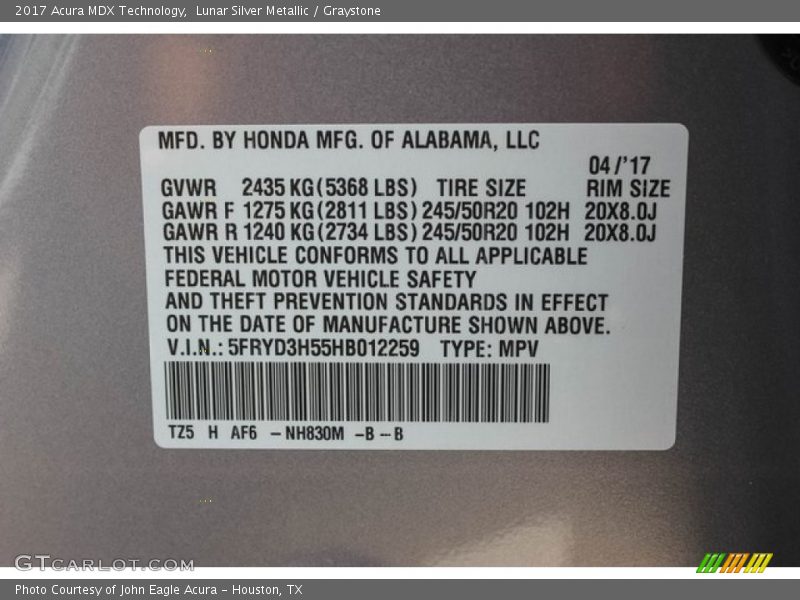 2017 Acura MDX Technology, Lunar Silver Metallic / Graystone
MFD. BY HONDA MFG. OF ALABAMA, LLC
04/'17
GVWR 2435 KG (5368 LBS) TIRE SIZE RIM SIZE
GAWR F 1275 KG (2811 LBS) 245/50R20 102H 20X8.0J
GAWR R 1240 KG (2734 LBS) 245/50R20 102H 20X8.0J
THIS VEHICLE CONFORMS TO ALL APPLICABLE
FEDERAL MOTOR VEHICLE SAFETY
AND THEFT PREVENTION STANDARDS IN EFFECT
ON THE DATE OF MANUFACTURE SHOWN ABOVE.
V.I.N.: 5FRYD3H55HB012259 TYPE: MPV
TZ5 H AF6 -NH830M -B--B
GTCARLOT.COM
Photo Courtesy of John Eagle Acura - Houston, TX